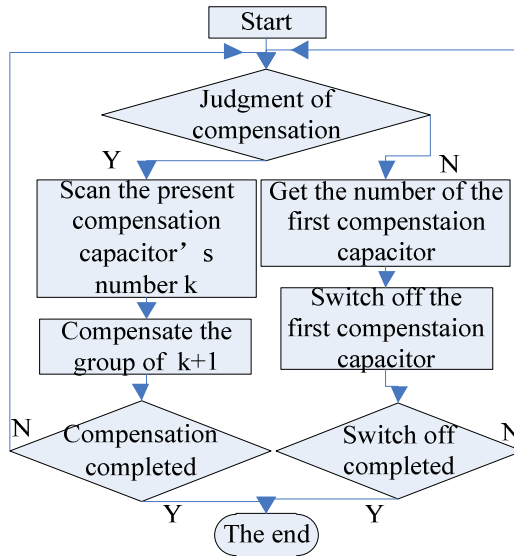 Start
Judgment of
compensation
Y
N
Scan the present
compensation
capacitor’s
number k
Get the number of the
first compenstaion
capacitor
Compensate the
group of k+1
Switch off the
first compenstaion
capacitor
N
Compensation
completed
Switch off
completed
N
Y
Y
The end